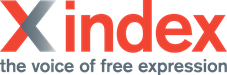 X index
the voice of free expression